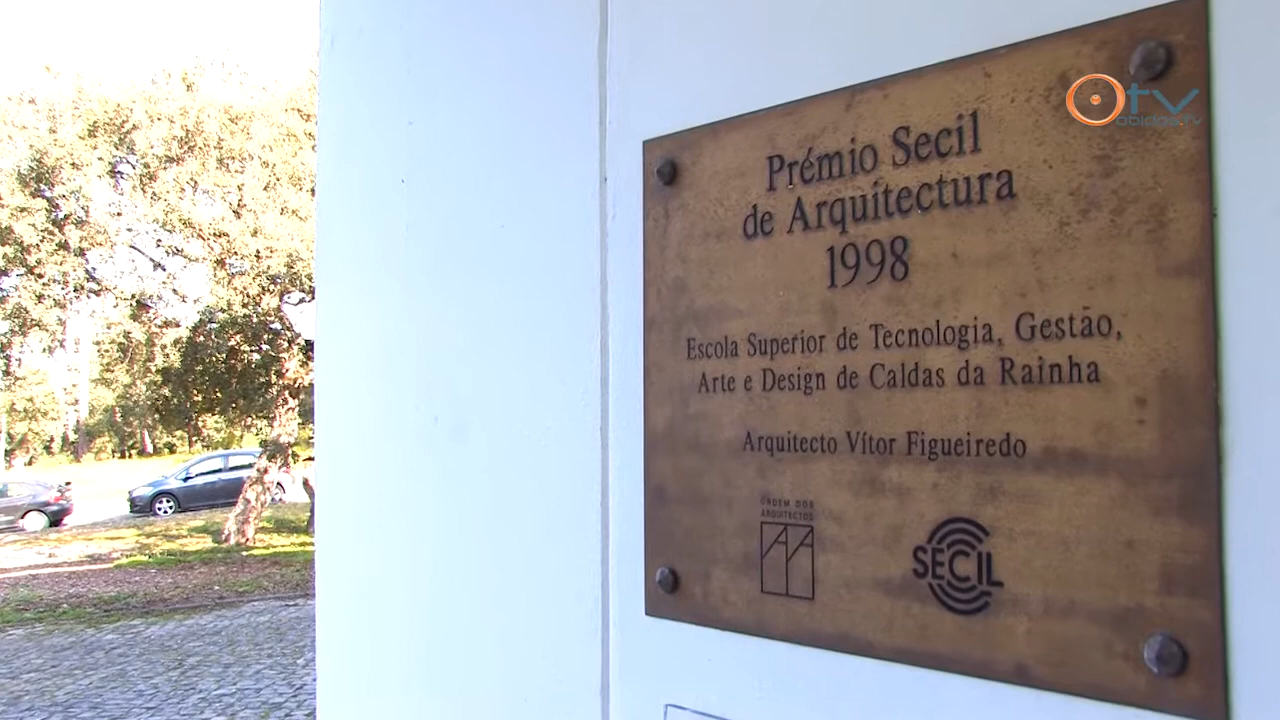 tv
obidos.tv
Prémio Secil
de Arquitectura
1998
Escola Superior de Tecnologia, Gestão,
Arte e Design de Caldas da Rainha
Arquitecto Vítor Figueiredo
ORDEM DOS
ARQUITECTOS
SECIL